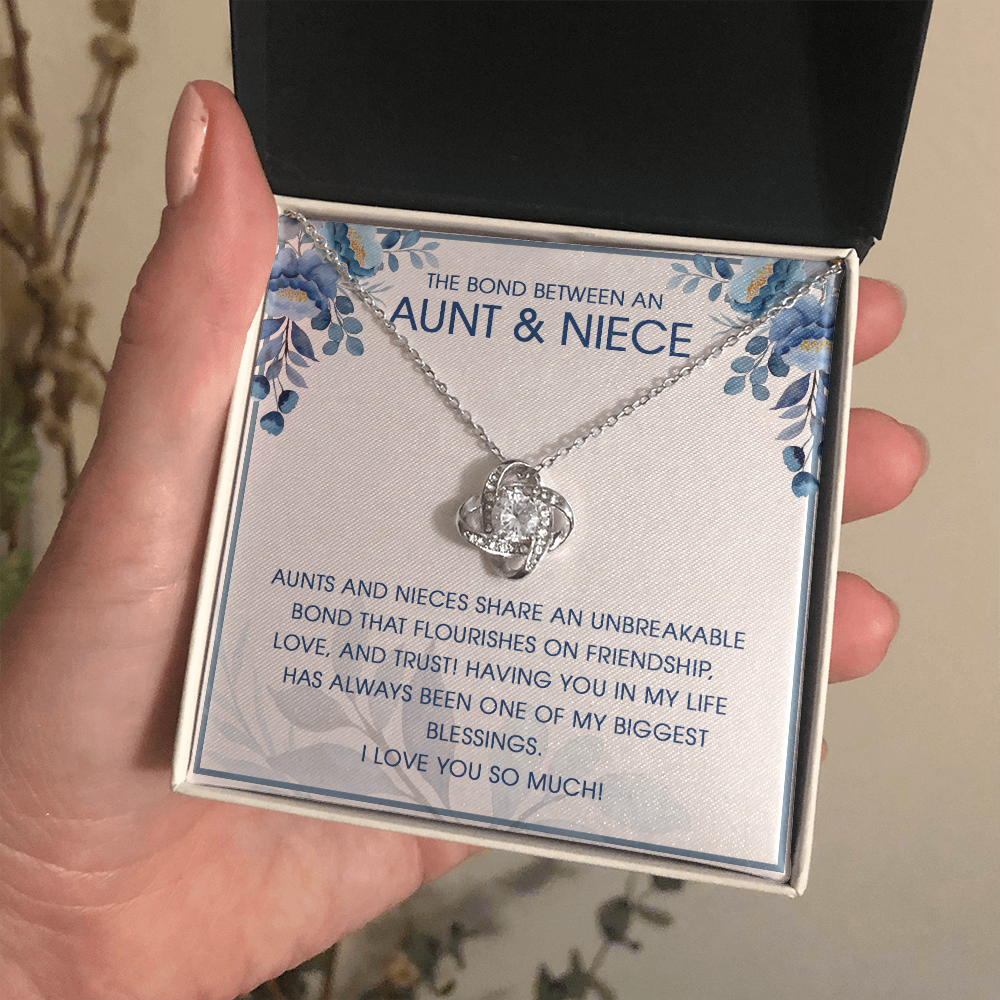 THE BOND BETWEEN AN
AUNT & NIECE
AUNTS AND NIECES SHARE AN UNBREAKABLE
BOND THAT FLOURISHES ON FRIENDSHIP,
LOVE, AND TRUST! HAVING YOU IN MY LIFE
HAS ALWAYS BEEN ONE OF MY BIGGEST
BLESSINGS.
I LOVE YOU SO MUCH!